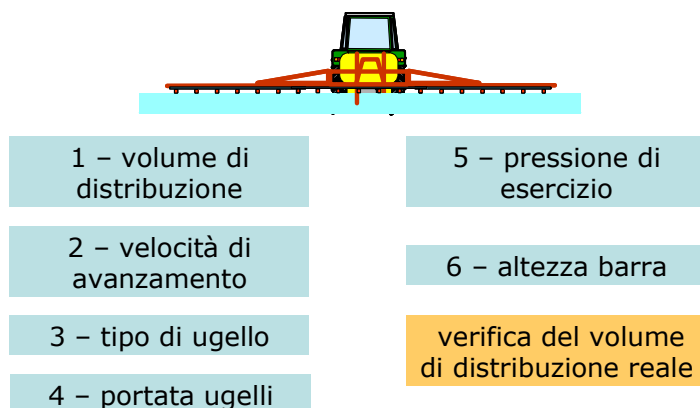 1 – volume di
distribuzione
2 – velocità di
avanzamento
3 – tipo di ugello
4 – portata ugelli
5 – pressione di
esercizio
6 – altezza barra
verifica del volume
di distribuzione reale